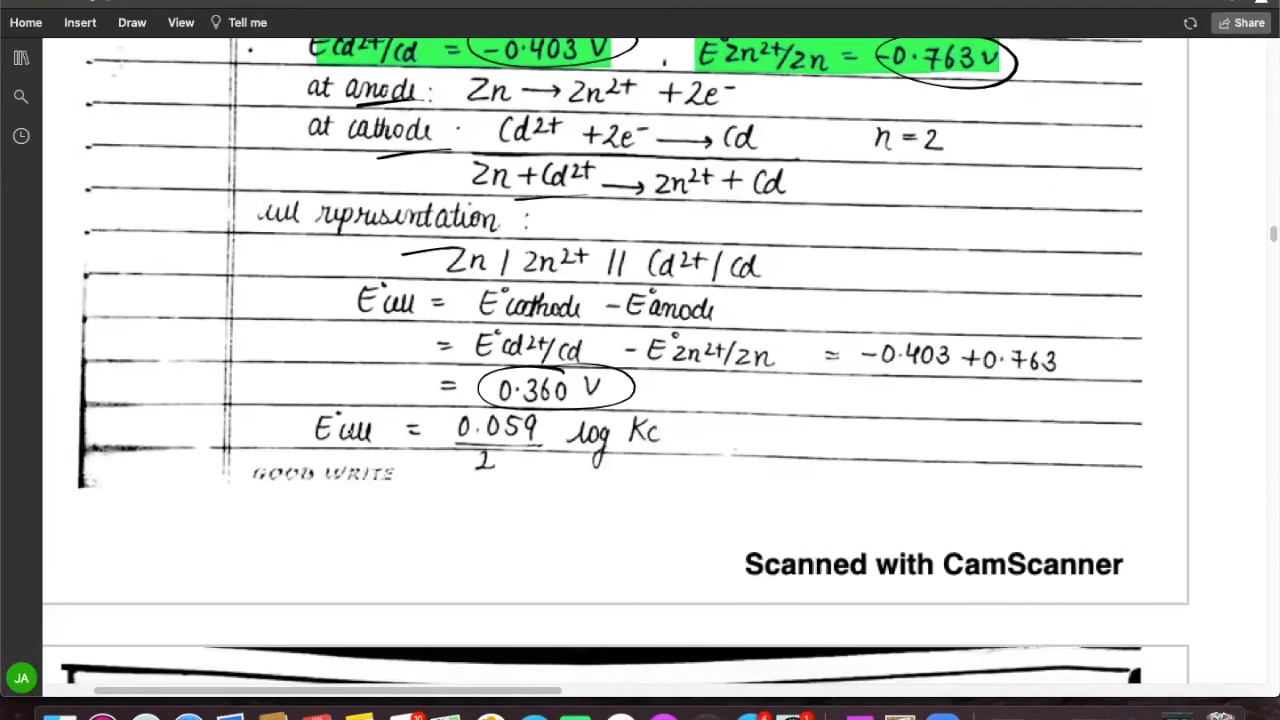 Home Insert Draw View Tell me Share
E°Cd2+/Cd = -0.403 V . E°Zn2+/Zn = -0.763 V
at anode: Zn → Zn2+ + 2e-
at cathode . Cd2+ + 2e- → Cd n = 2
Zn + Cd2+ → Zn2+ + Cd
cell representation :
Zn / Zn2+ // Cd2+/Cd
E°cell = E°cathode - E°anode
= E°Cd2+/Cd - E°Zn2+/Zn = -0.403 + 0.763
= 0.360 V
E°cell = 0.059 log Kc
2
GOOD WRITE
Scanned with CamScanner
JA